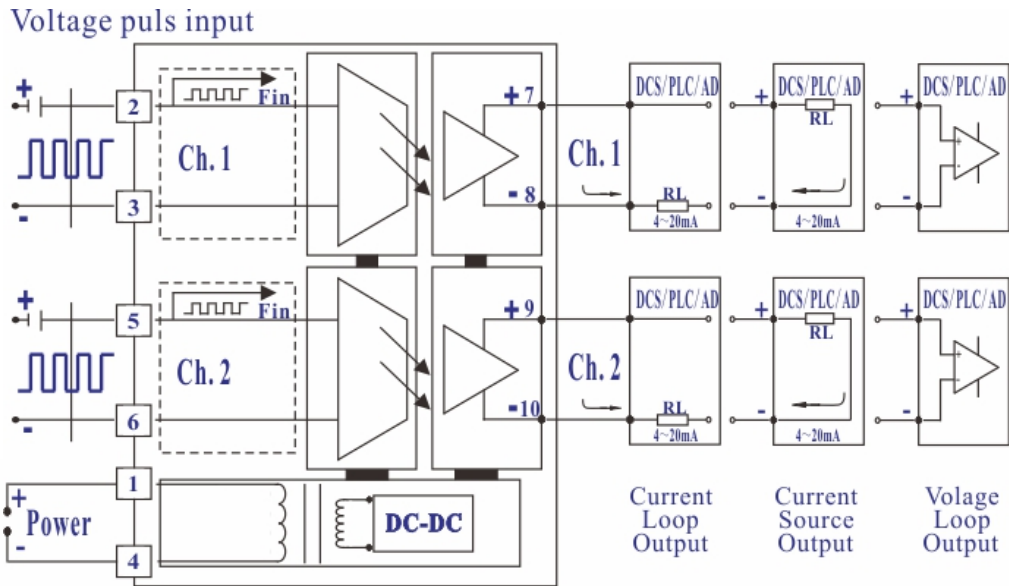 Voltage puls input
+
2
Fin
Ch. 1
-
3
+ 7
- 8
Ch. 1
DCS/PLC/AD
RL
4~20mA
DCS/PLC/AD
+
RL
-
4~20mA
DCS/PLC/AD
+
+
-
-
+
5
Fin
Ch. 2
-
6
+ 9
-10
Ch. 2
DCS/PLC/AD
RL
4~20mA
DCS/PLC/AD
+
RL
-
4~20mA
DCS/PLC/AD
+
+
-
-
1
+
Power
-
4
DC-DC
Current
Loop
Output
Current
Source
Output
Volage
Loop
Output